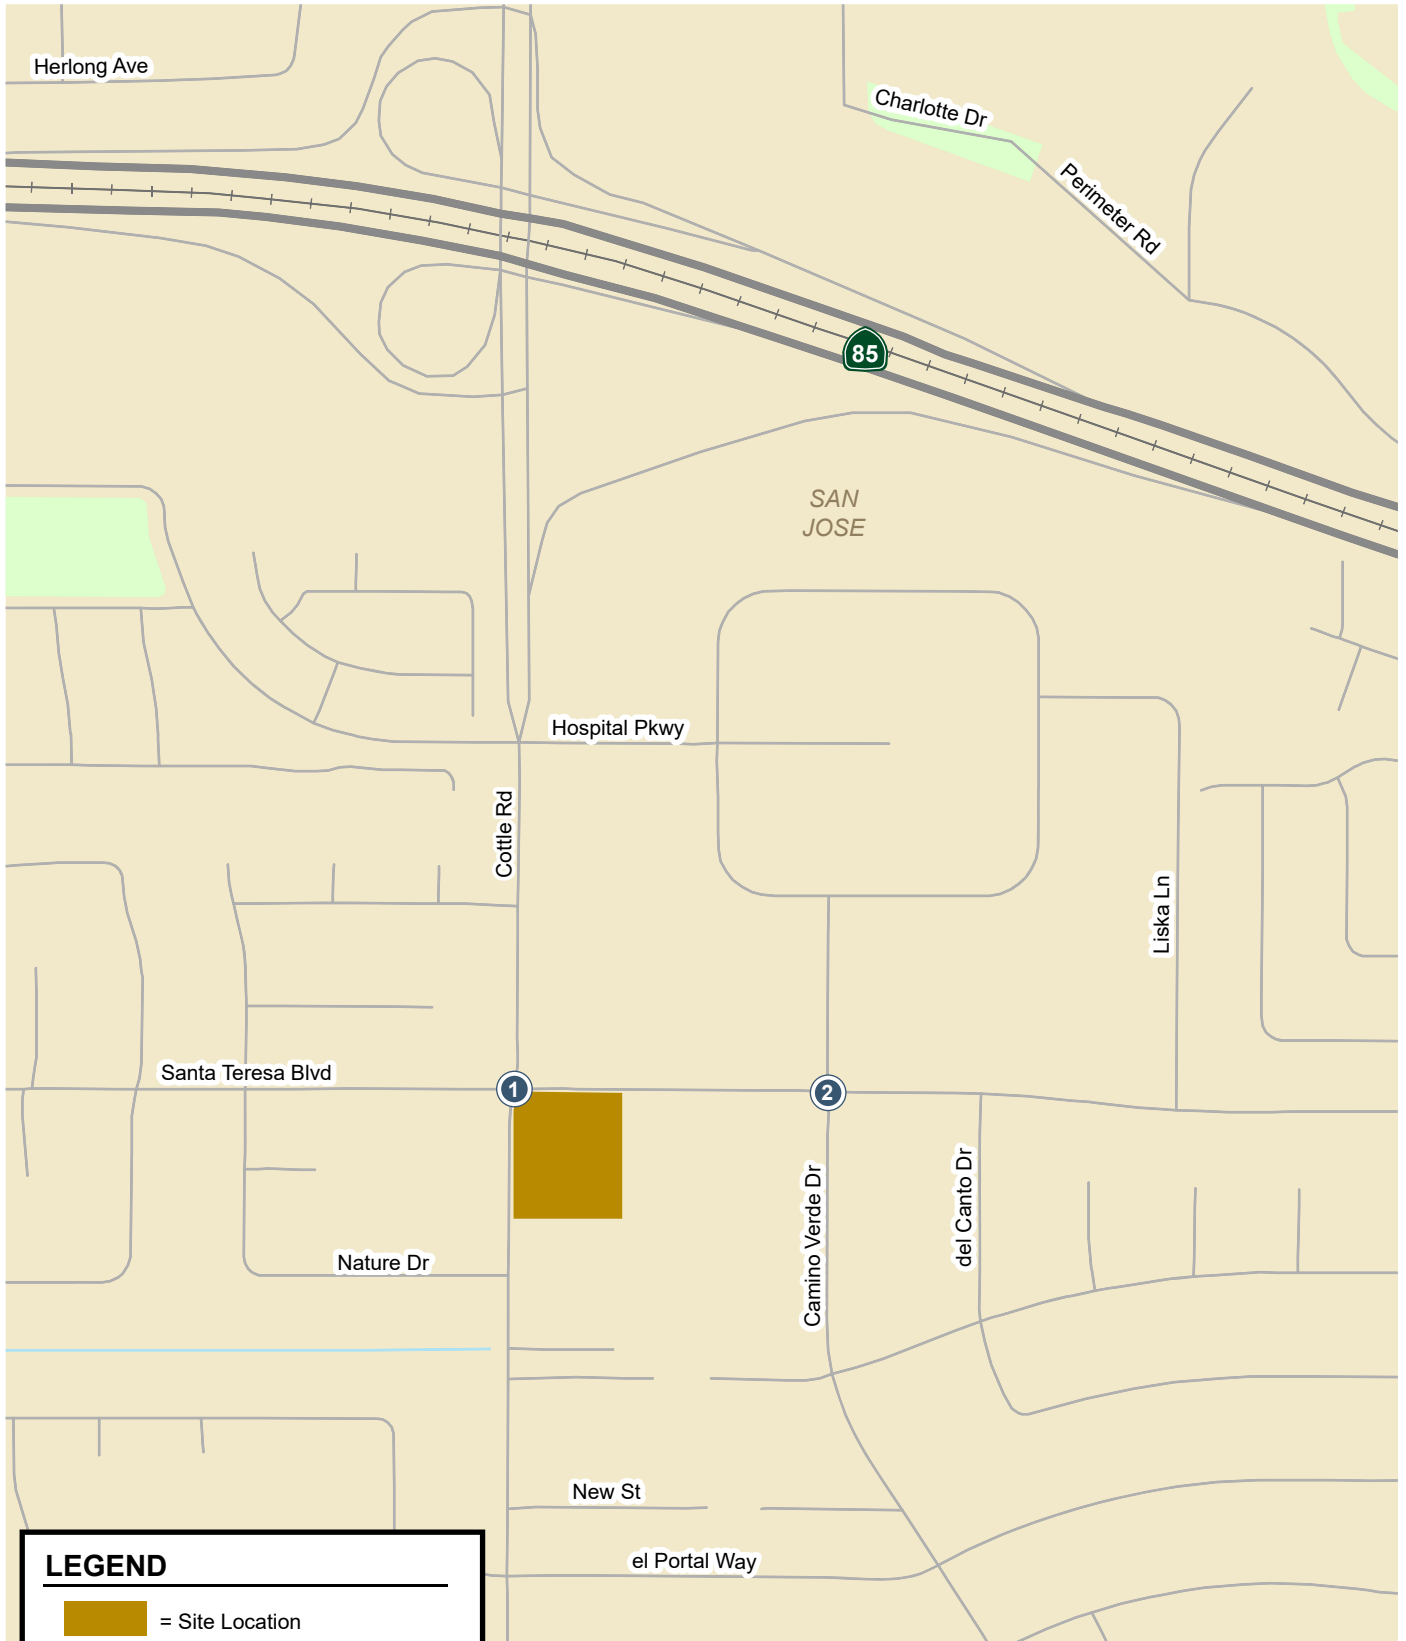 Herlong Ave
Charlotte Dr
Perimeter Rd
85
SAN
JOSE
Hospital Pkwy
Cottle Rd
Liska Ln
Santa Teresa Blvd
1
2
Camino Verde Dr
del Canto Dr
Nature Dr
New St
el Portal Way
LEGEND
= Site Location